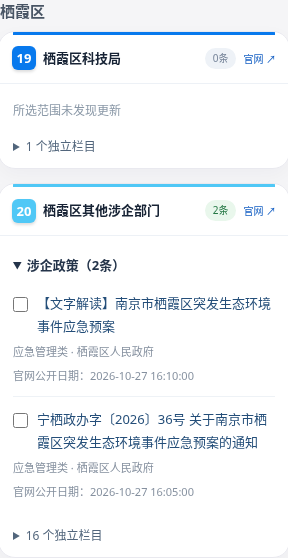 栖霞区
19 栖霞区科技局 0条 官网 ↗
所选范围未发现更新
▶ 1 个独立栏目
20 栖霞区其他涉企部门 2条 官网 ↗
▼ 涉企政策（2条）
【文字解读】南京市栖霞区突发生态环境
事件应急预案
应急管理类 · 栖霞区人民政府
官网公开日期：2026-10-27 16:10:00
宁栖政办字〔2026〕36号 关于南京市栖
霞区突发生态环境事件应急预案的通知
应急管理类 · 栖霞区人民政府
官网公开日期：2026-10-27 16:05:00
▶ 16 个独立栏目